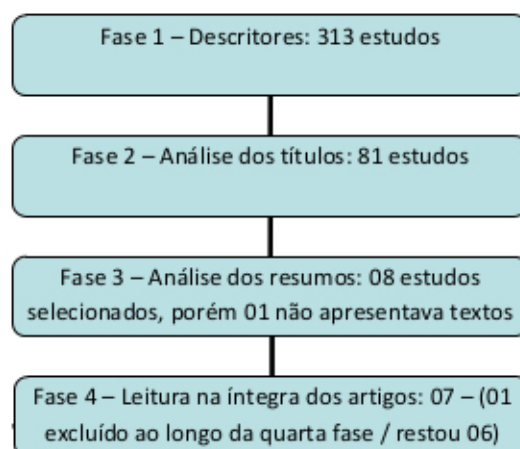 Fase 1 – Descritores: 313 estudos
Fase 2 – Análise dos títulos: 81 estudos
Fase 3 – Análise dos resumos: 08 estudos
selecionados, porém 01 não apresentava textos
Fase 4 – Leitura na íntegra dos artigos: 07 – (01
excluído ao longo da quarta fase / restou 06)